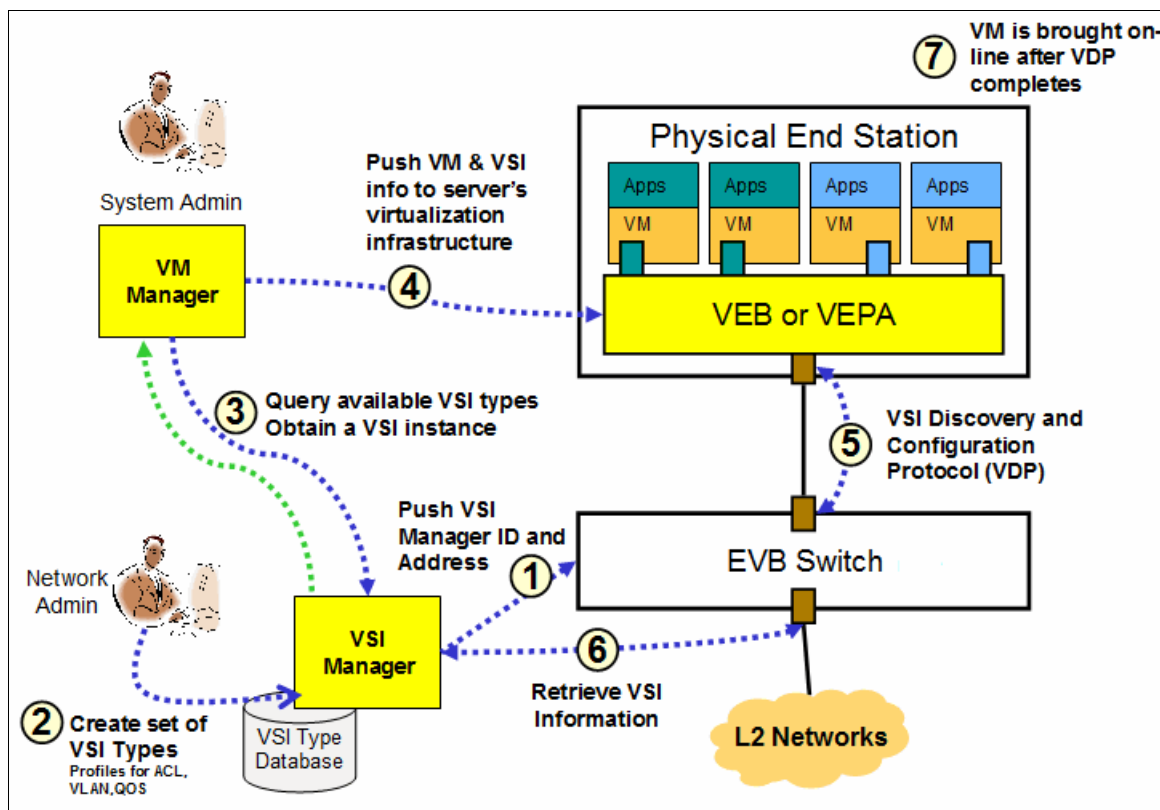 7
VM is brought on-
line after VDP
completes
Physical End Station
Apps
Apps
Apps
Apps
VM
VM
VM
VM
VEB or VEPA
System Admin
VM
Manager
Push VM & VSI
info to server's
virtualization
infrastructure
4
3
Query available VSI types
Obtain a VSI instance
5
VSI Discovery and
Configuration
Protocol (VDP)
Push VSI
Manager ID and
Address
1
EVB Switch
Network
Admin
VSI
Manager
6
Retrieve VSI
Information
2
Create set of
VSI Types
Profiles for ACL,
VLAN,QOS
VSI Type
Database
L2 Networks